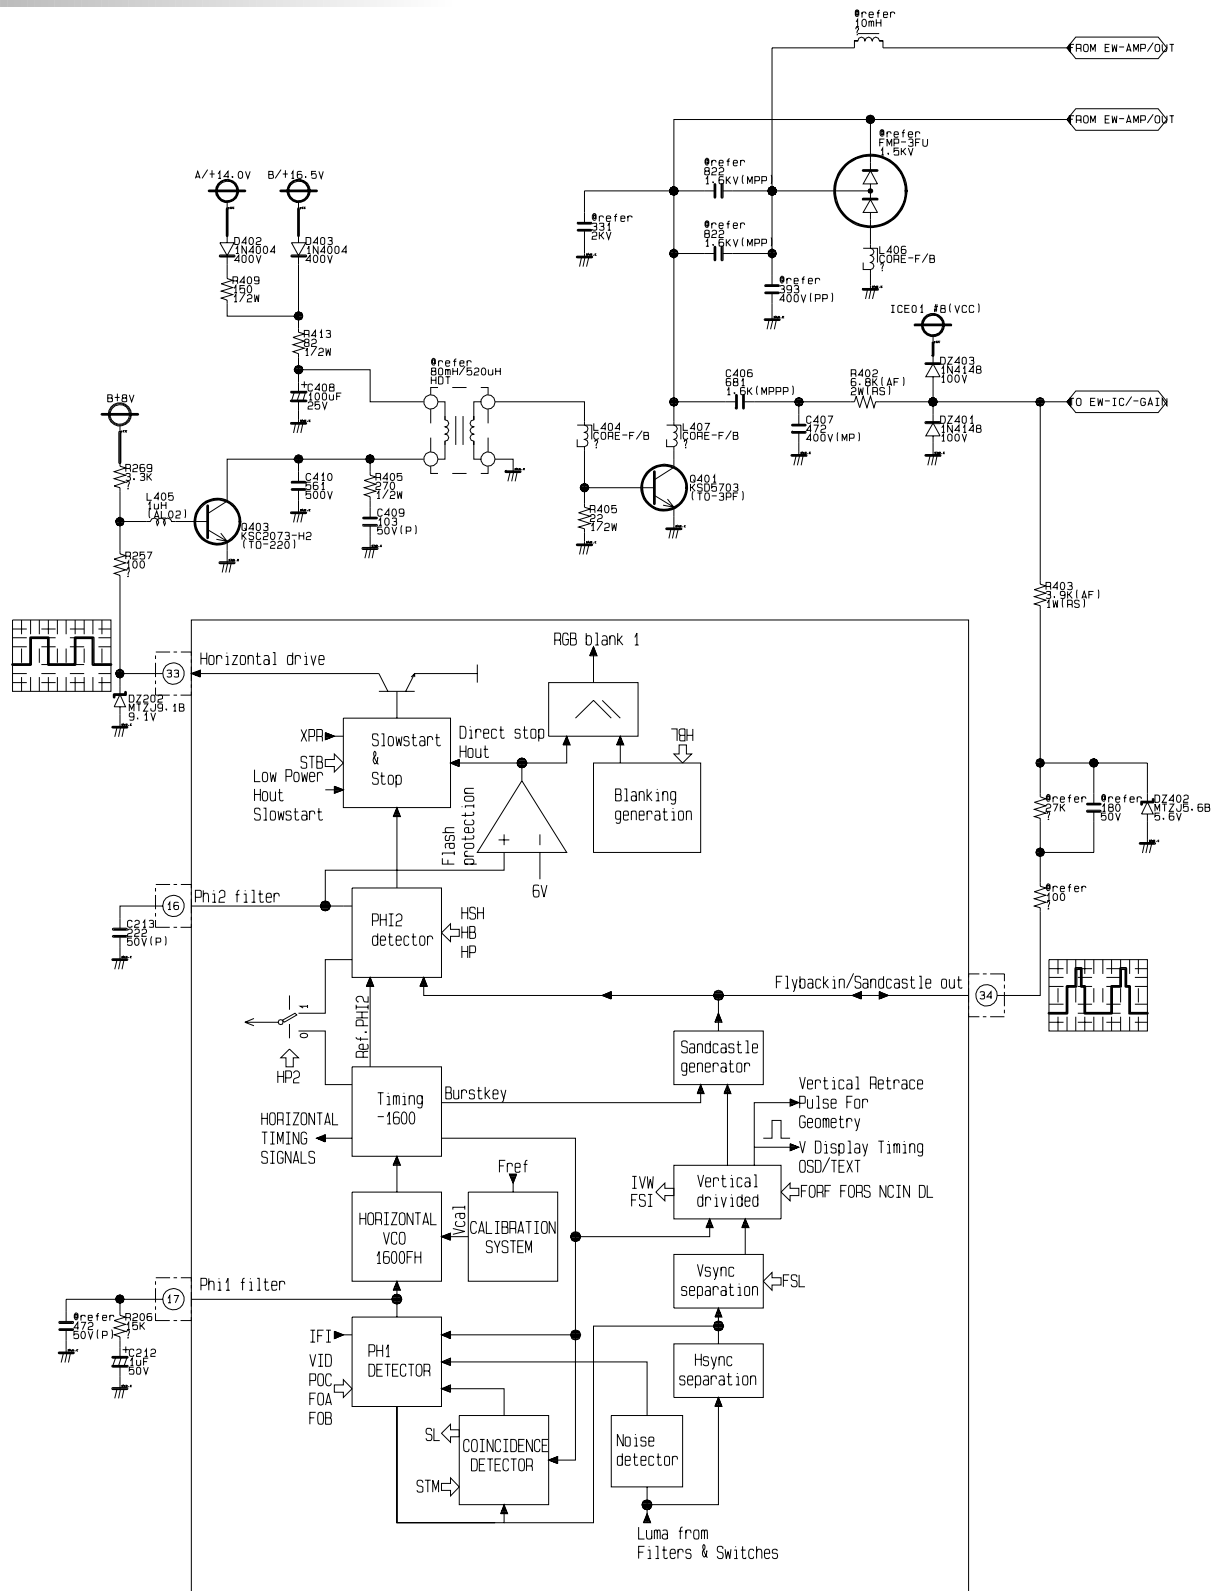 @refer
10mH
?
FROM EW-AMP/OUT
FROM EW-AMP/OUT
@refer
FMP-3FU
1.5KV
@refer
822
1.6KV(MPP)
A/+14.0V
B/+16.5V
@refer
331
2KV
@refer
822
1.6KV(MPP)
D402
1N4004
400V
D403
1N4004
400V
L406
CORE-F/B
?
R409
150
1/2W
@refer
393
400V(PP)
ICE01 #8(VCC)
R413
82
1/2W
@refer
80mH/520uH
HDT
DZ403
1N4148
100V
C406
681
1.6K(MPPP)
R402
6.8K(AF)
2W(RS)
C408
100uF
25V
B+8V
TO EW-IC/-GAIN
L404
CORE-F/B
?
L407
CORE-F/B
?
C407
472
400V(MP)
DZ401
1N4148
100V
R269
3.3K
?
C410
561
500V
R405
270
1/2W
Q401
KSD5703
(TO-3PF)
L405
1uH
(AL02)
Q403
KSC2073-H2
(TO-220)
C409
103
50V(P)
R405
22
1/2W
R257
100
?
R403
3.9K(AF)
1W(RS)
RGB blank 1
33
Horizontal drive
DZ202
MTZJ9.1B
9.1V
XPR
STB
Low Power
Hout
Slowstart
Slowstart
&
Stop
Direct stop
Hout
HBL
Blanking
generation
Flash
protection
+
-
6V
@refer
27K
?
@refer
180
50V
DZ402
MTZJ5.6B
5.6V
@refer
100
?
16
Phi2 filter
C213
222
50V(P)
PHI2
detector
HSH
HB
HP
Flybackin/Sandcastle out
34
1
0
HP2
Ref.PHI2
Sandcastle
generator
Timing
-1600
Burstkey
HORIZONTAL
TIMING
SIGNALS
Vertical Retrace
Pulse For
Geometry
V Display Timing
OSD/TEXT
Fref
IVW
FSI
Vertical
drivided
FORF FORS NCIN DL
HORIZONTAL
VCO
1600FH
Vcal
CALIBRATION
SYSTEM
Vsync
separation
FSL
17
Phi1 filter
@refer
472
50V(P)
R206
15K
?
C212
1uF
50V
IFI
VID
POC
FOA
FOB
PH1
DETECTOR
Hsync
separation
SL
STM
COINCIDENCE
DETECTOR
Noise
detector
Luma from
Filters & Switches